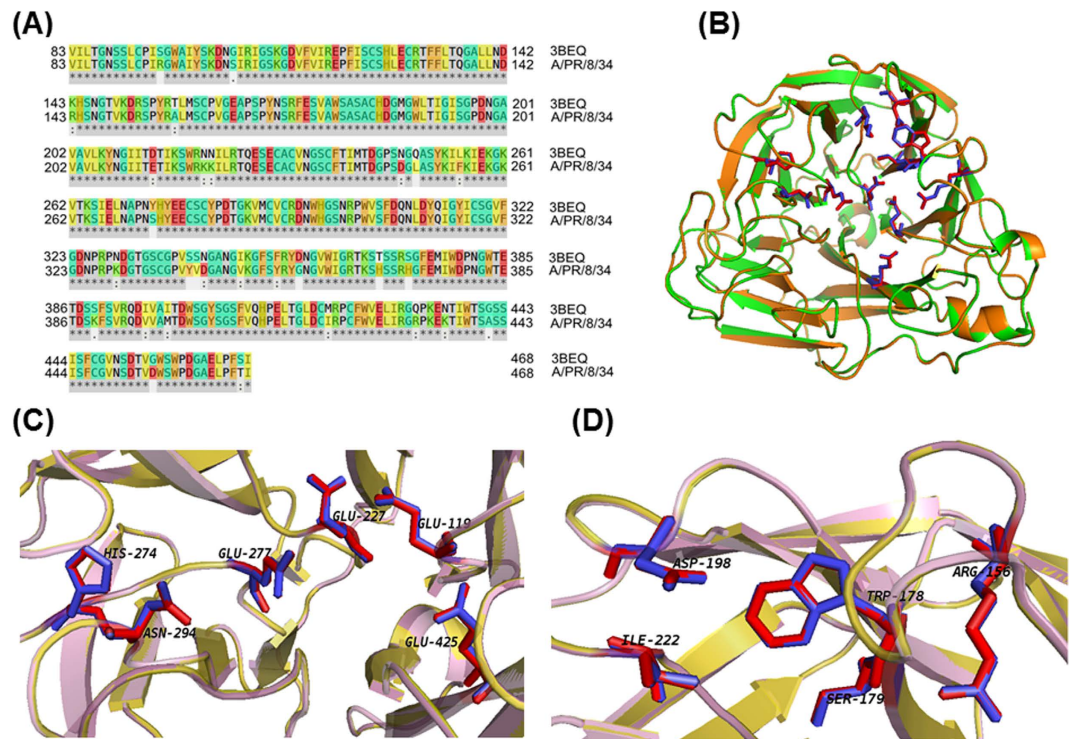 (A)
83 VILTGNSSLCPISGWAIYSKDNGIRIGSKGDVFVIREPFISCSHLECRTFFLTQGALLND 142 3BEQ
83 VILTGNSSLCPIRGWAIYSKDNSIRIGSKGDVFVIREPFISCSHLECRTFFLTQGALLND 142 A/PR/8/34
143 KHSNGTVKDRSPYRTLMSCPVGEAPSPYNSRFESVAWSASACHDGMGWLTIGISGPDNGA 201 3BEQ
143 RHSNGTVKDRSPYRALMSCPVGEAPSPYNSRFESVAWSASACHDGMGWLTIGISGPDNGA 201 A/PR/8/34
202 VAVLKYNGIITDTIKSWRNNILRTQESECACVNGSCFTIMTDGPSNGQASYKILKIEKGK 261 3BEQ
202 VAVLKYNGIITETIKSWRKKILRTQESECACVNGSCFTIMTDGPSDGLASYKIFKIEKGK 261 A/PR/8/34
262 VTKSIELNAPNYHYEECSCYPDTGKVMCVCRDNWHGSNRPWVSFDQNLDYQIGYICSGVF 322 3BEQ
262 VTKSIELNAPNSHYEECSCYPDTGKVMCVCRDNWHGSNRPWVSFDQNLDYQIGYICSGVF 322 A/PR/8/34
323 GDNPRPNDGTGSCGPVSSNGANGIKGFSFRYDNGVWIGRTKSTSSRSGFEMIWDPNGWTE 385 3BEQ
323 GDNPRPKDGTGSCGPVYVDGANGVKGFSYRYGNGVWIGRTKSHSSRHGFEMIWDPNGWTE 385 A/PR/8/34
386 TDSSFSVRQDIVAITDWSGYSGSFVQHPELTGLDCMRPCFWVELIRGQPKENTIWTSGSS 443 3BEQ
386 TDSKFSVRQDVVAMTDWSGYSGSFVQHPELTGLDCIRPCFWVELIRGRPKEKTIWTSASS 443 A/PR/8/34
444 ISFCGVNSDTVGWSWPDGAELPFSI 468 3BEQ
444 ISFCGVNSDTVDWSWPDGAELPFTI 468 A/PR/8/34
(B)
(C)
GLU-227
GLU-119
HIS-274
GLU-277
ASN-294
GLU-425
(D)
ASP-198
ARG-156
TRP-178
ILE-222
SER-179